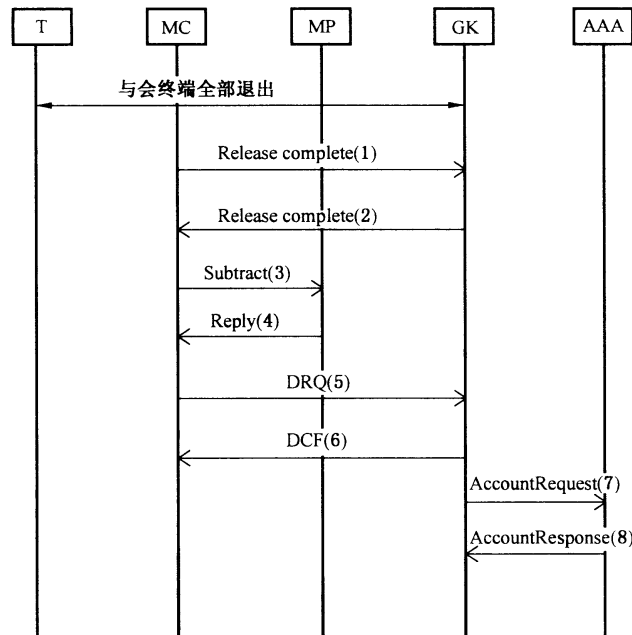 T MC MP GK AAA
与会终端全部退出
Release complete(1)
Release complete(2)
Subtract(3)
Reply(4)
DRQ(5)
DCF(6)
AccountRequest(7)
AccountResponse(8)